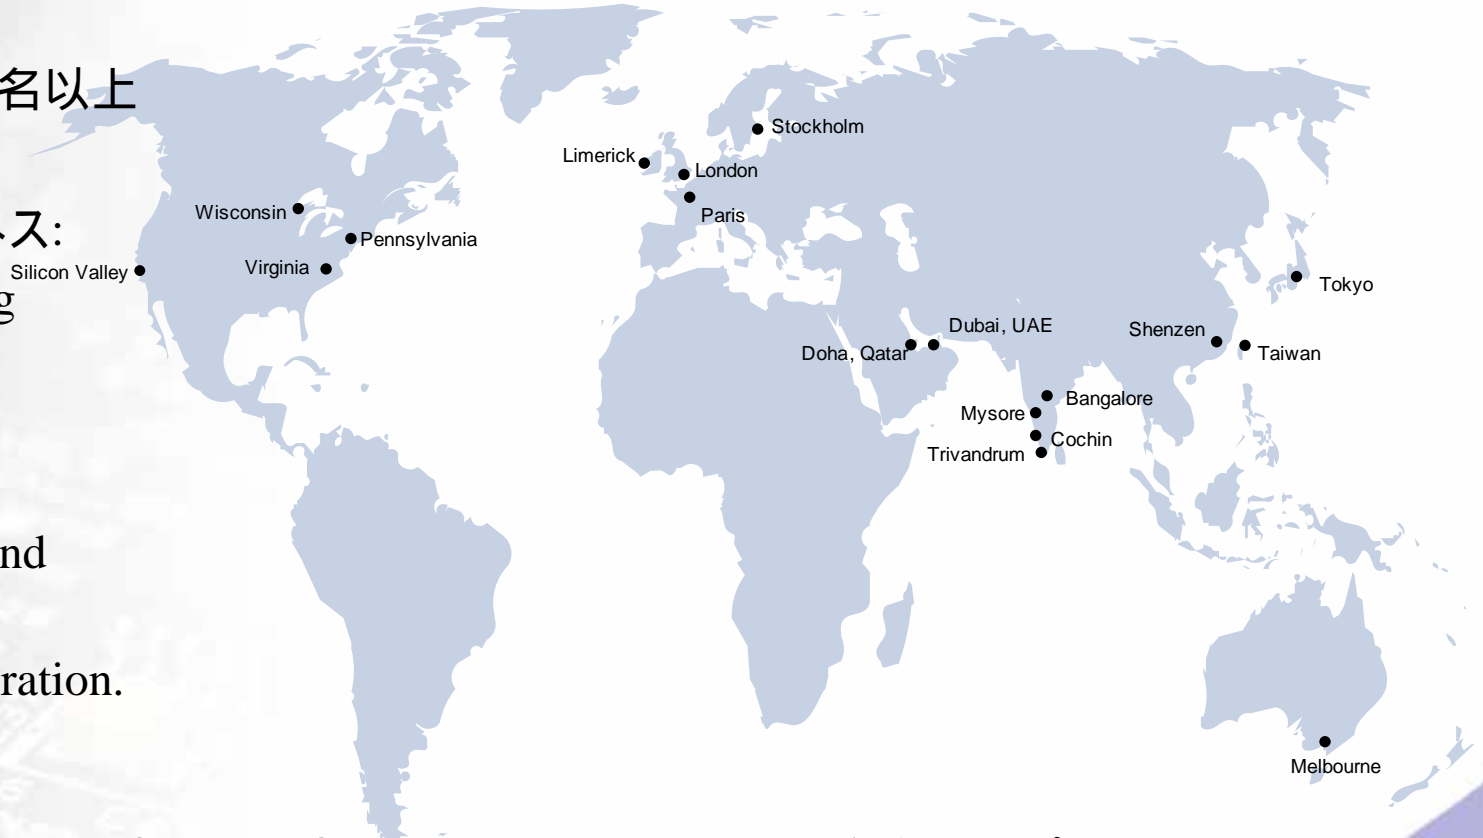 名以上
ス:
g
nd
ration.
Stockholm
Limerick
London
Paris
Wisconsin
Pennsylvania
Silicon Valley
Virginia
Tokyo
Dubai, UAE
Shenzen
Doha, Qatar
Taiwan
Bangalore
Mysore
Cochin
Trivandrum
Melbourne